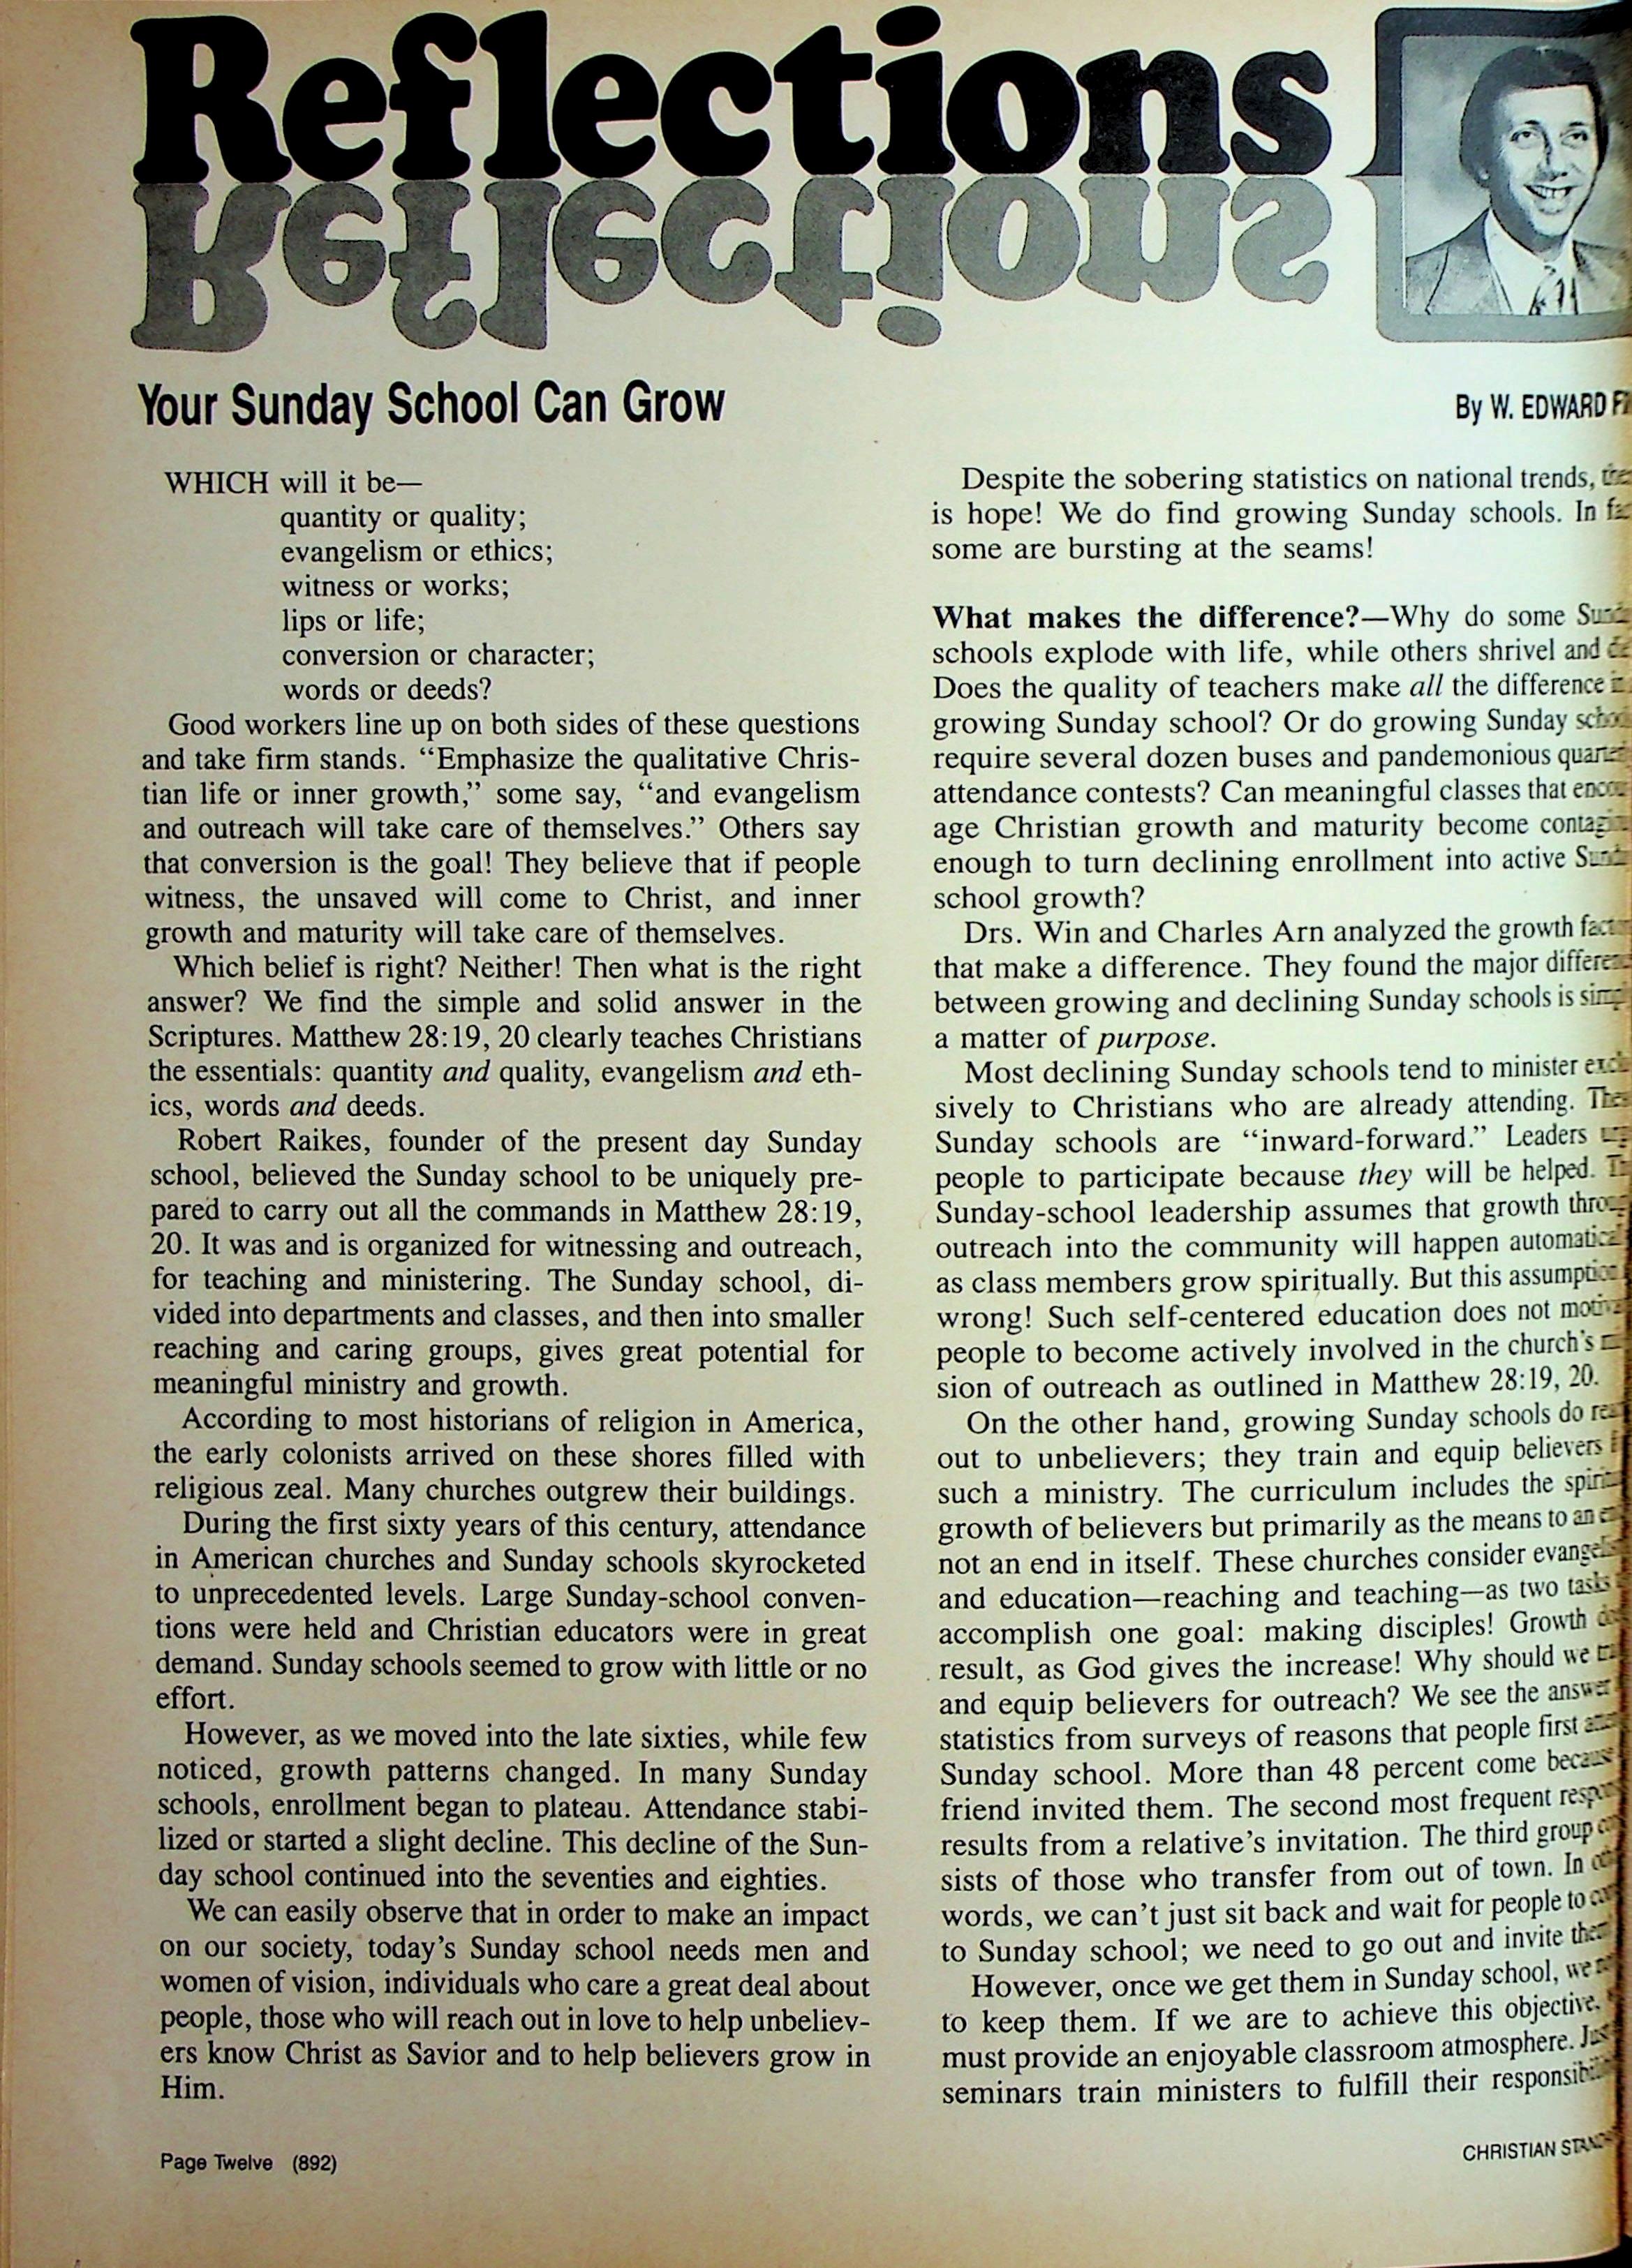 Reflections
Your Sunday School Can Grow
By W. EDWARD
WHICH will it be—
quantity or quality;
evangelism or ethics;
witness or works;
lips or life;
conversion or character;
words or deeds?
Good workers line up on both sides of these questions
and take firm stands. “Emphasize the qualitative Chris-
tian life or inner growth,” some say, “and evangelism
and outreach will take care of themselves.” Others say
that conversion is the goal! They believe that if people
witness, the unsaved will come to Christ, and inner
growth and maturity will take care of themselves.
Which belief is right? Neither! Then what is the right
answer? We find the simple and solid answer in the
Scriptures. Matthew 28:19, 20 clearly teaches Christians
the essentials: quantity and quality, evangelism and eth-
ics, words and deeds.
Robert Raikes, founder of the present day Sunday
school, believed the Sunday school to be uniquely pre-
pared to carry out all the commands in Matthew 28:19,
20. It was and is organized for witnessing and outreach,
for teaching and ministering. The Sunday school, di-
vided into departments and classes, and then into smaller
reaching and caring groups, gives great potential for
meaningful ministry and growth.
According to most historians of religion in America,
the early colonists arrived on these shores filled with
religious zeal. Many churches outgrew their buildings.
During the first sixty years of this century, attendance
in American churches and Sunday schools skyrocketed
to unprecedented levels. Large Sunday-school conven-
tions were held and Christian educators were in great
demand. Sunday schools seemed to grow with little or no
effort.
However, as we moved into the late sixties, while few
noticed, growth patterns changed. In many Sunday
schools, enrollment began to plateau. Attendance stabi-
lized or started a slight decline. This decline of the Sun-
day school continued into the seventies and eighties.
We can easily observe that in order to make an impact
on our society, today’s Sunday school needs men and
women of vision, individuals who care a great deal about
people, those who will reach out in love to help unbeliev-
ers know Christ as Savior and to help believers grow in
Him.
Despite the sobering statistics on national trends,
is hope! We do find growing Sunday schools. In
some are bursting at the seams!
What makes the difference?—Why do some
schools explode with life, while others shrivel and
Does the quality of teachers make all the difference
growing Sunday school? Or do growing Sunday
require several dozen buses and pandemonious
attendance contests? Can meaningful classes that
age Christian growth and maturity become
enough to turn declining enrollment into active
school growth?
Drs. Win and Charles Arn analyzed the growth
that make a difference. They found the major
between growing and declining Sunday schools is
a matter of purpose.
Most declining Sunday schools tend to minister
sively to Christians who are already attending.
Sunday schools are “inward-forward.” Leaders
people to participate because they will be helped.
Sunday-school leadership assumes that growth
outreach into the community will happen
as class members grow spiritually. But this
wrong! Such self-centered education does not
people to become actively involved in the church’s
sion of outreach as outlined in Matthew 28:19, 20.
On the other hand, growing Sunday schools do
out to unbelievers; they train and equip believers
such a ministry. The curriculum includes the
growth of believers but primarily as the means to an
not an end in itself. These churches consider
and education—reaching and teaching—as two
accomplish one goal: making disciples! Growth
result, as God gives the increase! Why should we
and equip believers for outreach? We see the
statistics from surveys of reasons that people first
Sunday school. More than 48 percent come
friend invited them. The second most frequent
results from a relative’s invitation. The third group
sists of those who transfer from out of town. In
words, we can’t just sit back and wait for people to
to Sunday school; we need to go out and invite
However, once we get them in Sunday school, we
to keep them. If we are to achieve this objective,
must provide an enjoyable classroom atmosphere.
seminars train ministers to fulfill their
Page Twelve (892)
CHRISTIAN